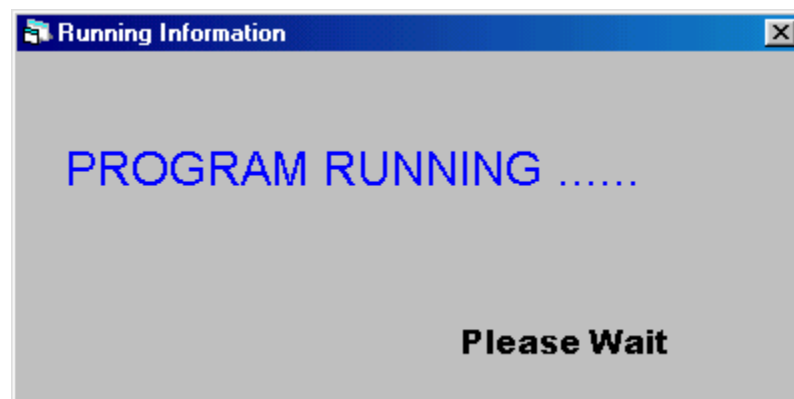 Running Information
PROGRAM RUNNING ......
Please Wait